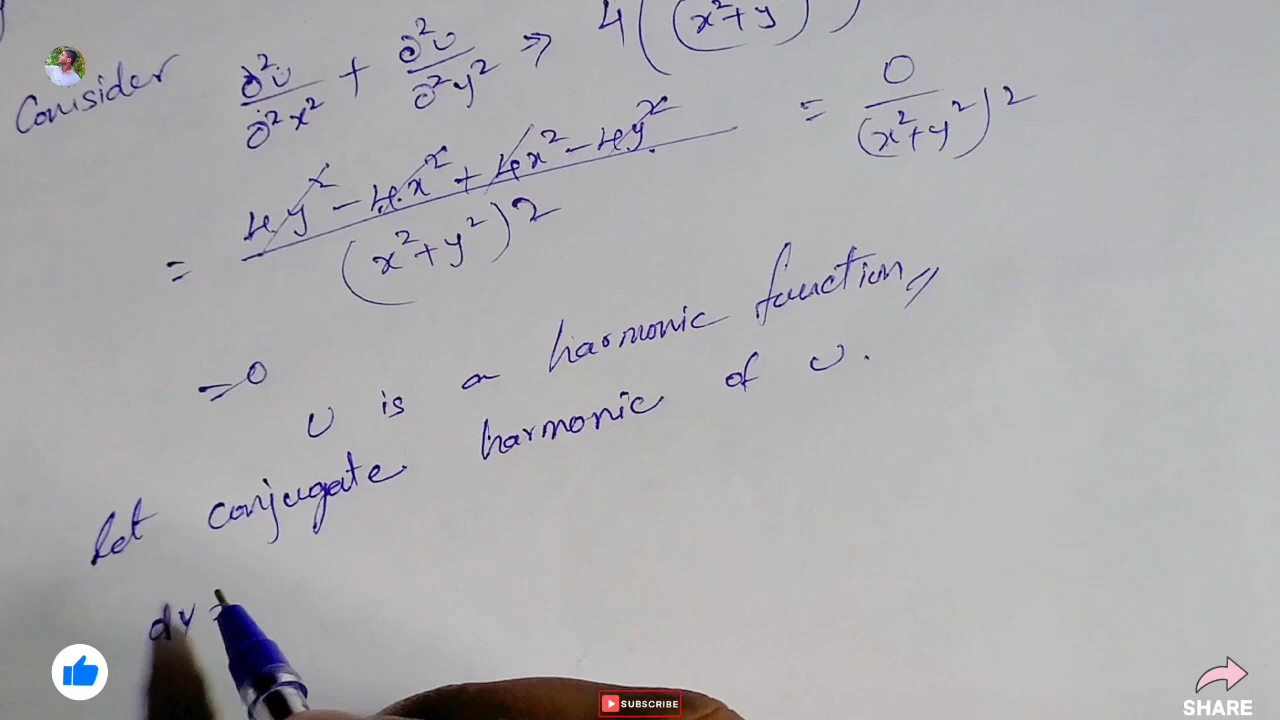 Consider ∂²u/∂²x² + ∂²u/∂²y² ⇒ 4((x²+y))
= 4y² - 4x² + 4x² - 4y² / (x²+y²)² = 0/(x²+y²)²
= 0
U is a harmonic function,,
Let conjugate harmonic of u.
dv =
SUBSCRIBE
SHARE